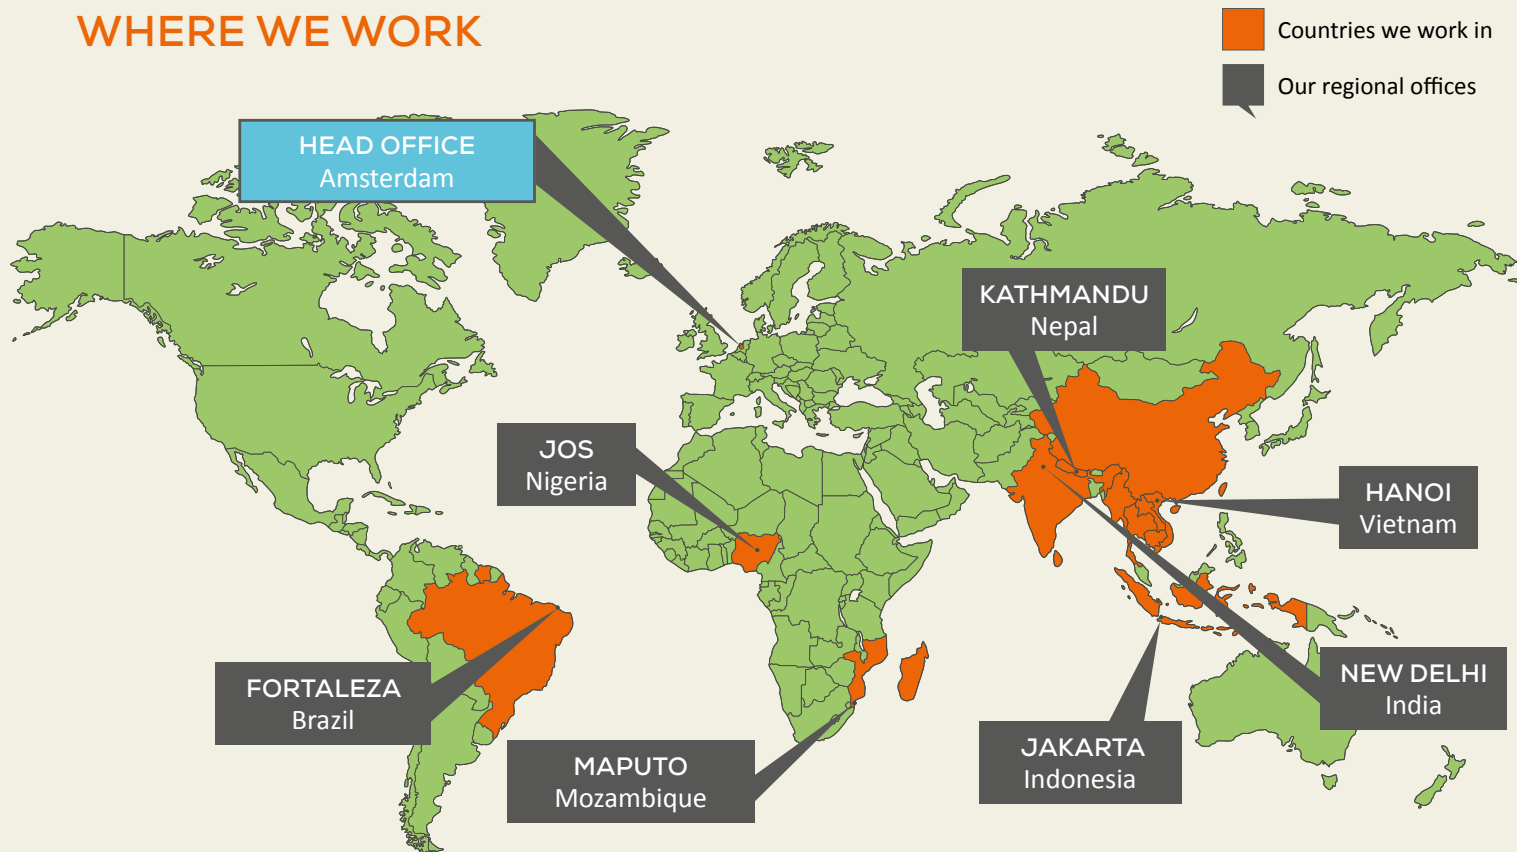 WHERE WE WORK
Countries we work in
Our regional offices
HEAD OFFICE
Amsterdam
KATHMANDU
Nepal
JOS
Nigeria
HANOI
Vietnam
FORTALEZA
Brazil
NEW DELHI
India
MAPUTO
Mozambique
JAKARTA
Indonesia